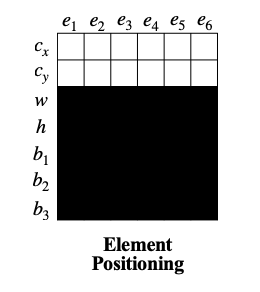 e1 e2 e3 e4 e5 e6
cx
cy
w
h
b1
b2
b3
Element
Positioning